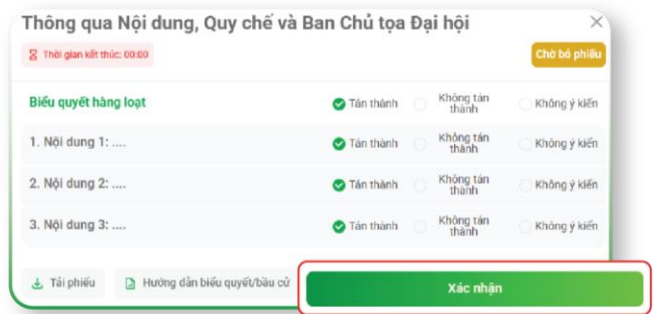 Thông qua Nội dung, Quy chế và Ban Chủ tọa Đại hội
Thời gian kết thúc: 00:00
Chờ bỏ phiếu
Biểu quyết hàng loạt Tán thành Không tán thành Không ý kiến
1. Nội dung 1: .... Tán thành Không tán thành Không ý kiến
2. Nội dung 2: .... Tán thành Không tán thành Không ý kiến
3. Nội dung 3: .... Tán thành Không tán thành Không ý kiến
Tải phiếu Hướng dẫn biểu quyết/bầu cử Xác nhận